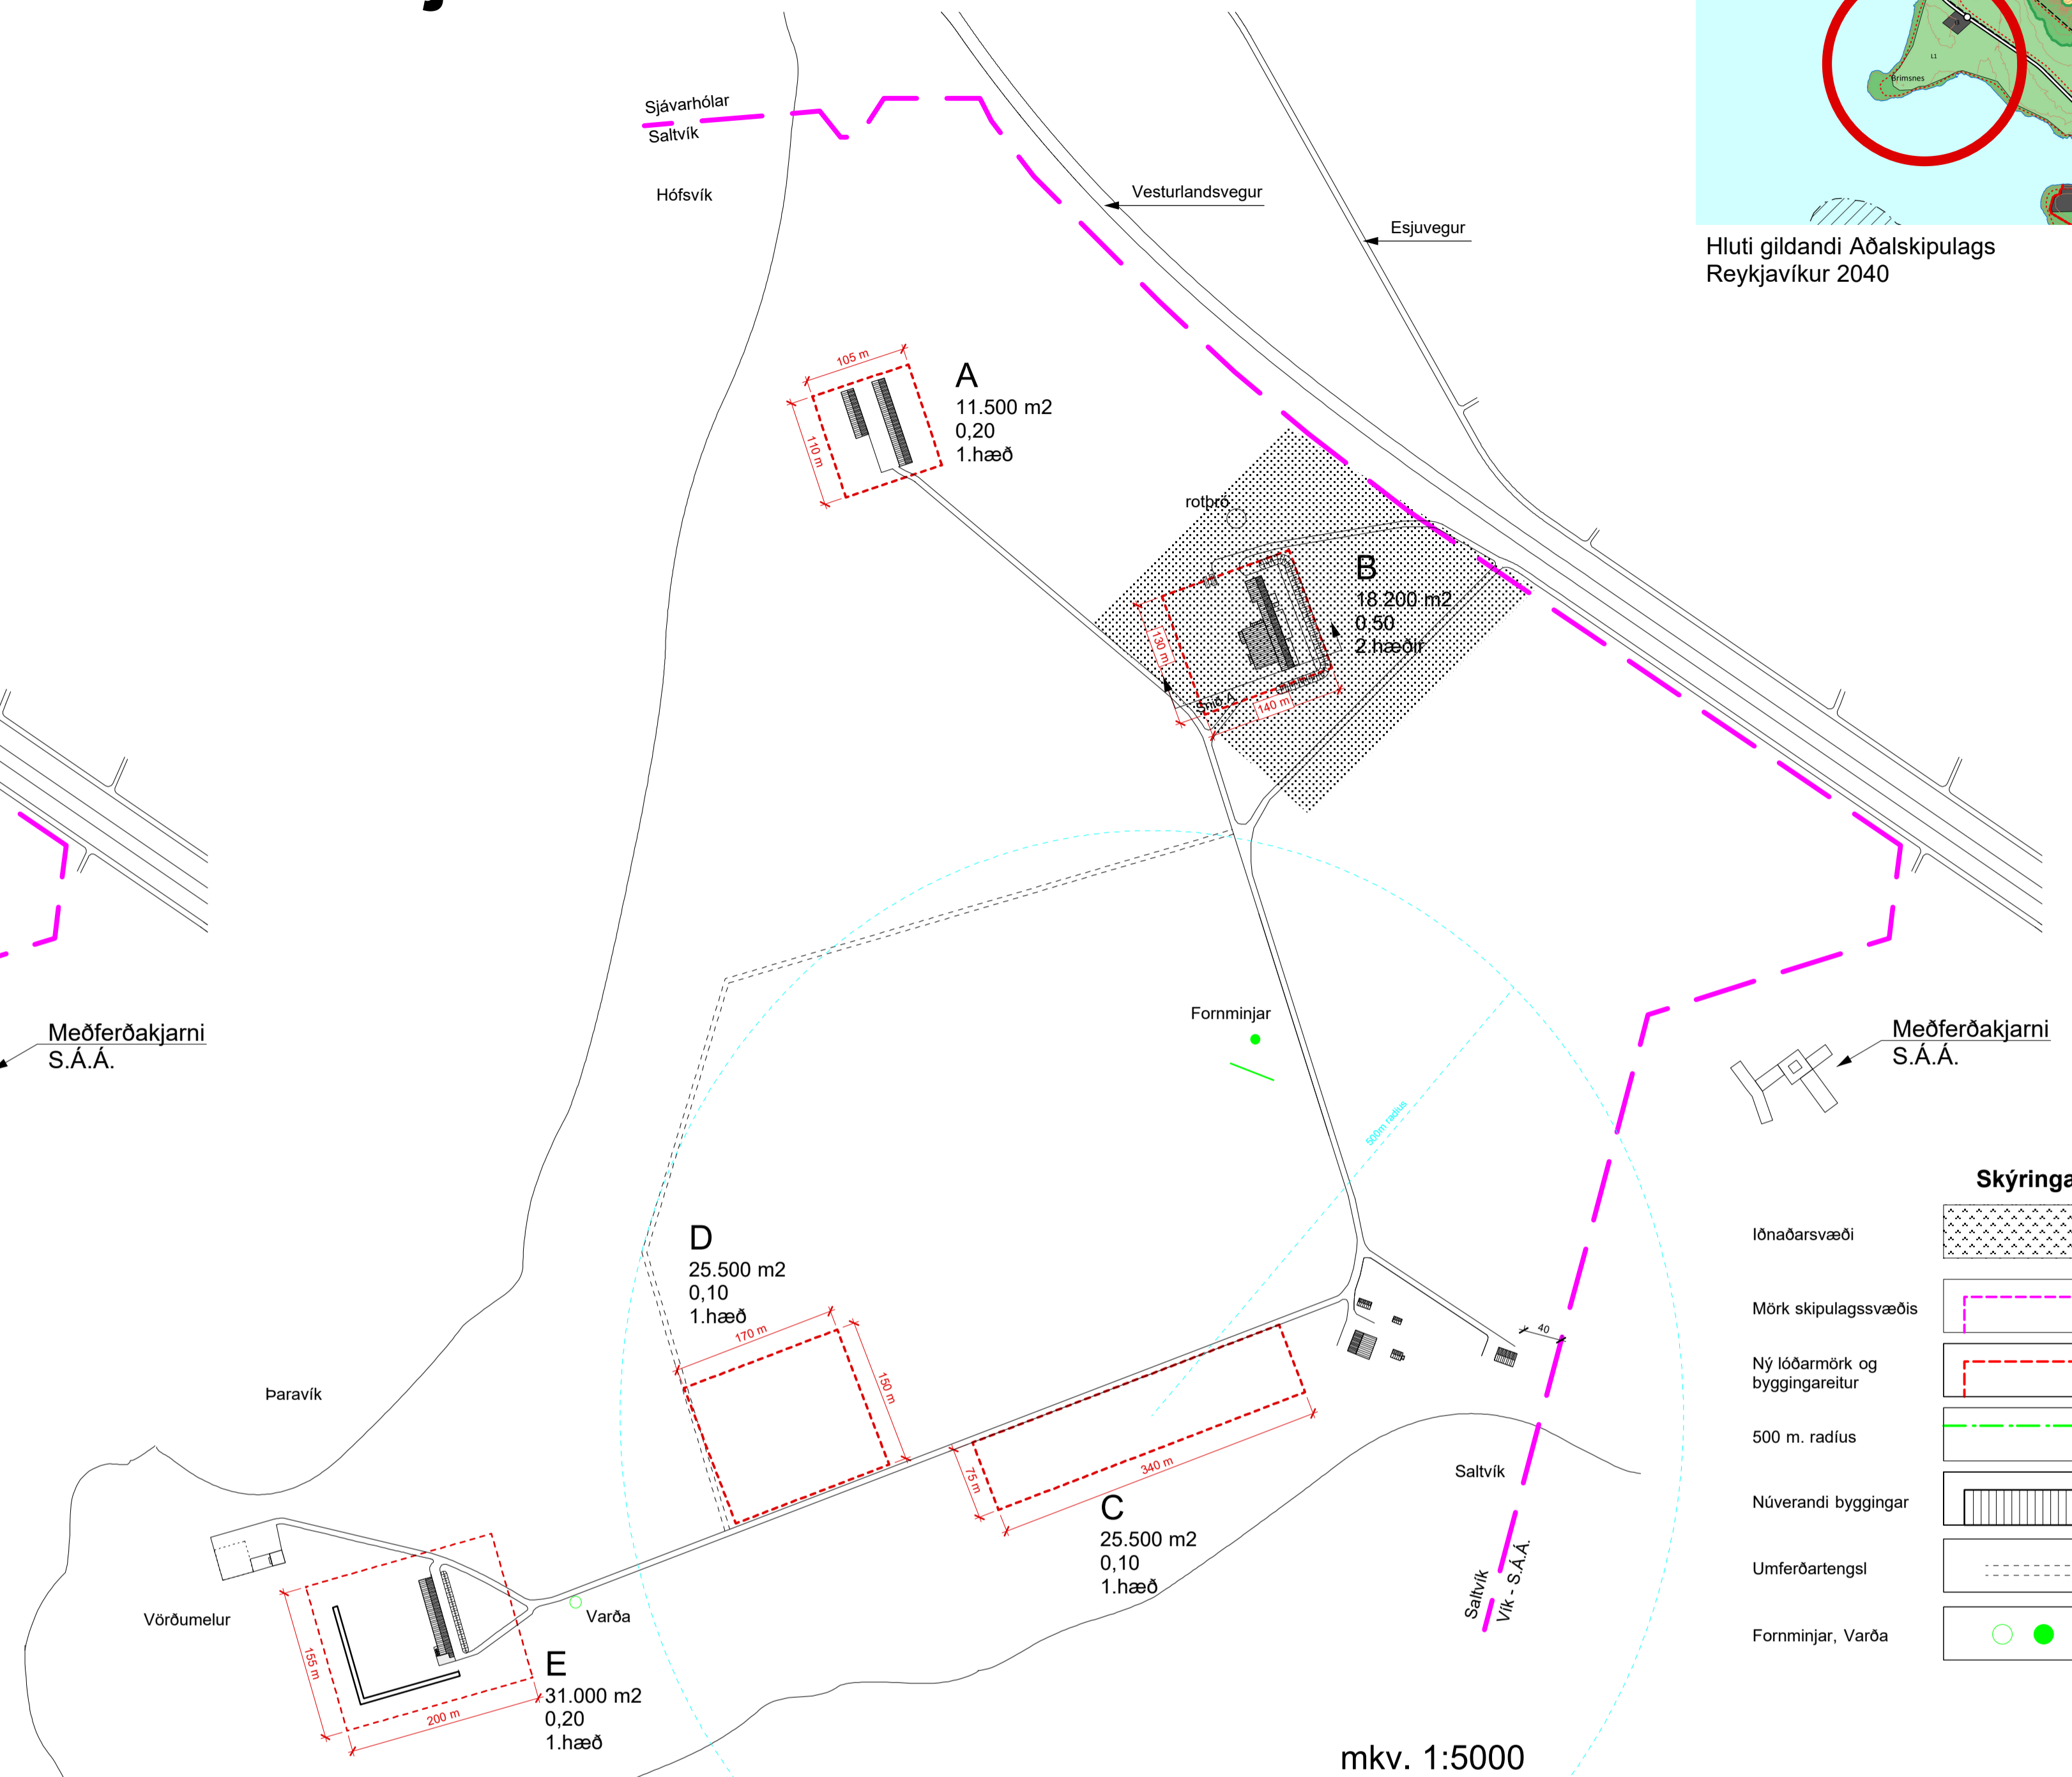 Sjávarhólar
Saltvík
Hófsvík
Vesturlandsvegur
Esjuvegur
L1
Brimsnes
Hluti gildandi Aðalskipulags
Reykjavíkur 2040
105 m
110 m
A
11.500 m2
0,20
1.hæð
rotþró
B
18.200 m2
0,50
2.hæðir
130 m
140 m
Snið A
Fornminjar
500m radíus
Meðferðakjarni
S.Á.Á.
Meðferðakjarni
S.Á.Á.
D
25.500 m2
0,10
1.hæð
170 m
150 m
Þaravík
40
75 m
340 m
C
25.500 m2
0,10
1.hæð
Saltvík
Saltvík
Vík - S.Á.Á.
Vörðumelur
Varða
155 m
200 m
E
31.000 m2
0,20
1.hæð
mkv. 1:5000
Iðnaðarsvæði
Mörk skipulagssvæðis
Ný lóðarmörk og
byggingareitur
500 m. radíus
Núverandi byggingar
Umferðartengsl
Fornminjar, Varða